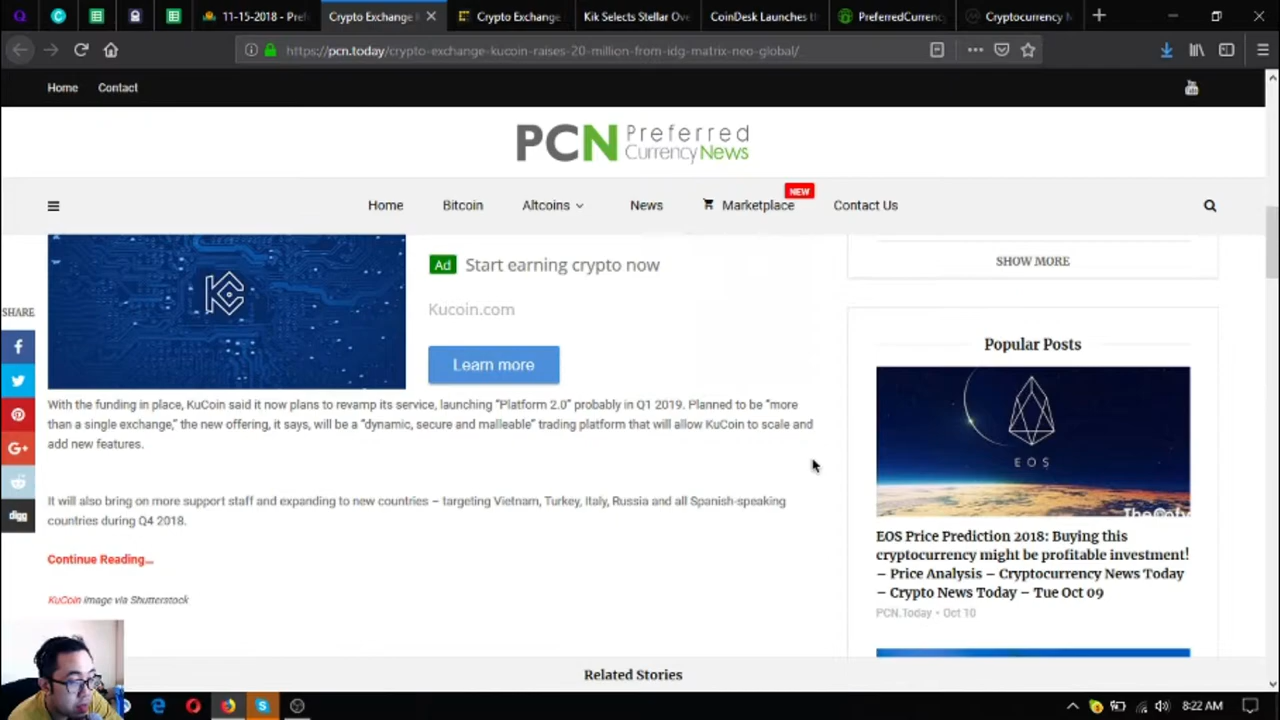 11-15-2018 - Pref
Crypto Exchange
Crypto Exchange
Kik Selects Stellar Ove
CoinDesk Launches th
PreferredCurrenc
Cryptocurrency M
https://pcn.today/crypto-exchange-kucoin-raises-20-million-from-idg-matrix-neo-global/
Home Contact
You Tube
PCN Preferred
Currency News
NEW
Home Bitcoin Altcoins News Marketplace Contact Us
Ad Start earning crypto now
Kucoin.com
Learn more
SHOW MORE
SHARE
Popular Posts
With the funding in place, KuCoin said it now plans to revamp its service, launching “Platform 2.0” probably in Q1 2019. Planned to be “more
than a single exchange,” the new offering, it says, will be a “dynamic, secure and malleable” trading platform that will allow KuCoin to scale and
add new features.
It will also bring on more support staff and expanding to new countries – targeting Vietnam, Turkey, Italy, Russia and all Spanish-speaking
countries during Q4 2018.
Continue Reading...
KuCoin image via Shutterstock
G+
digg
EOS
EOS Price Prediction 2018: Buying this
cryptocurrency might be profitable investment!
– Price Analysis – Cryptocurrency News Today
– Crypto News Today – Tue Oct 09
PCN.Today • Oct 10
Related Stories
8:22 AM